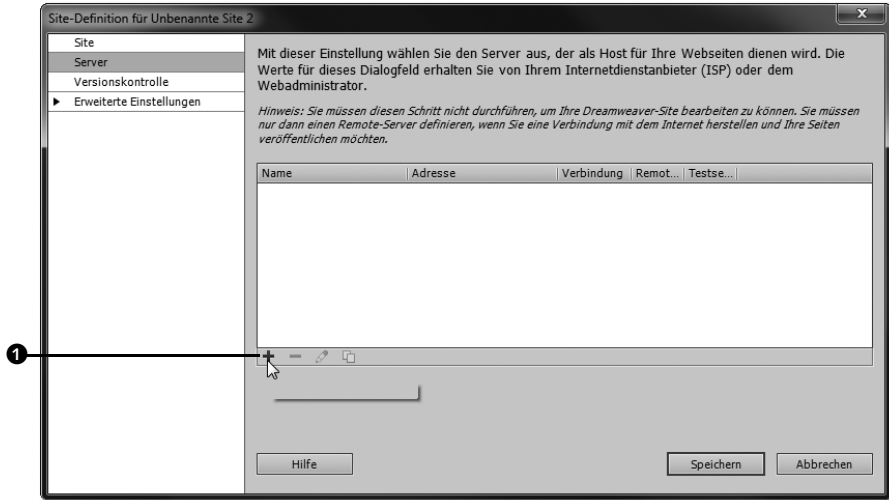 Site-Definition für Unbenannte Site 2
x
Site
Server
Versionskontrolle
Erweiterte Einstellungen
Mit dieser Einstellung wählen Sie den Server aus, der als Host für Ihre Webseiten dienen wird. Die
Werte für dieses Dialogfeld erhalten Sie von Ihrem Internetdienstanbieter (ISP) oder dem
Webadministrator.
Hinweis: Sie müssen diesen Schritt nicht durchführen, um Ihre Dreamweaver-Site bearbeiten zu können. Sie müssen
nur dann einen Remote-Server definieren, wenn Sie eine Verbindung mit dem Internet herstellen und Ihre Seiten
veröffentlichen möchten.
Name Adresse Verbindung Remot... Testse...
1
Hilfe Speichern Abbrechen